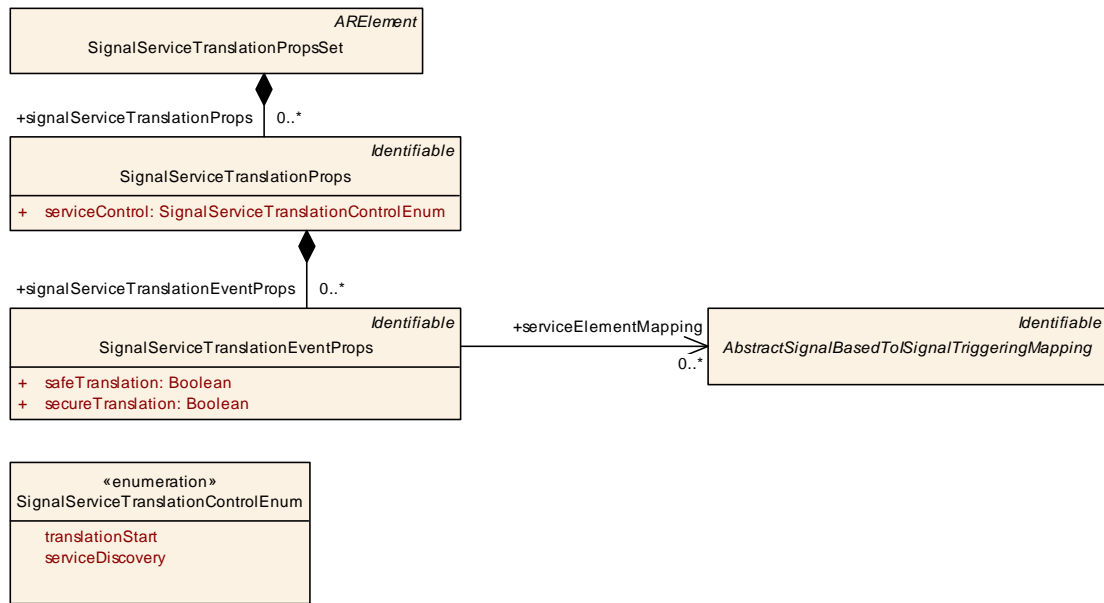 ARElement
SignalServiceTranslationPropsSet
+signalServiceTranslationProps 0..*
Identifiable
SignalServiceTranslationProps
+ serviceControl: SignalServiceTranslationControlEnum
+signalServiceTranslationEventProps 0..*
Identifiable
SignalServiceTranslationEventProps
+ safeTranslation: Boolean
+ secureTranslation: Boolean
+serviceElementMapping
0..*
Identifiable
AbstractSignalBasedToISignalTriggeringMapping
«enumeration»
SignalServiceTranslationControlEnum
translationStart
serviceDiscovery